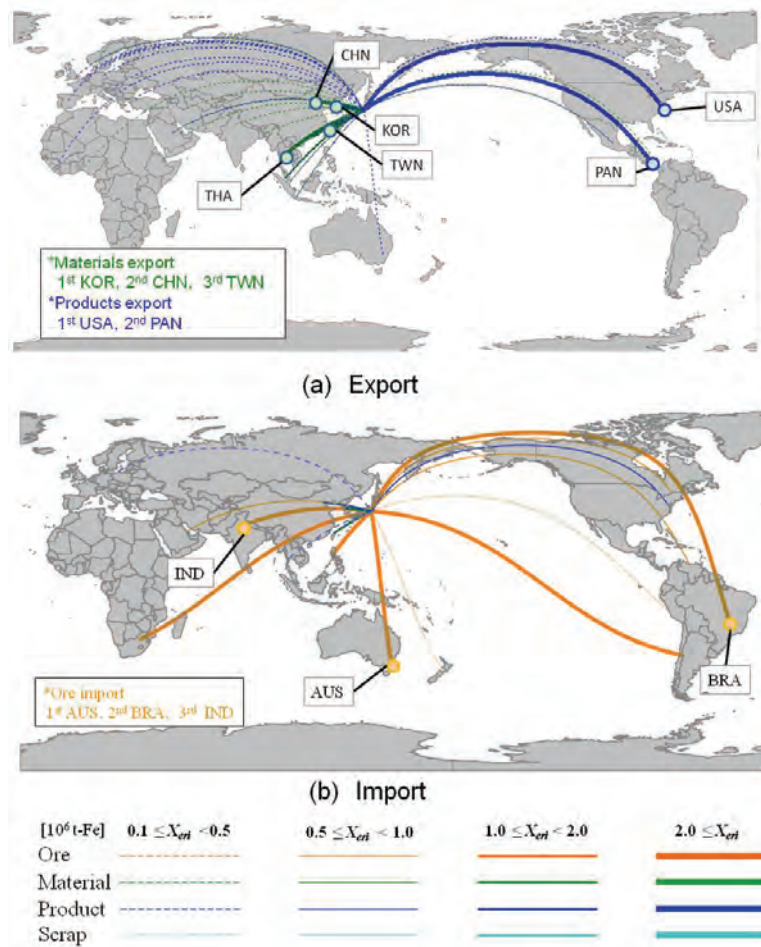 CHN
USA
KOR
TWN
PAN
THA
*Materials export
1st KOR, 2nd CHN, 3rd TWN
*Products export
1st USA, 2nd PAN
(a) Export
IND
AUS
BRA
*Ore import
1st AUS, 2nd BRA, 3rd IND
(b) Import
[10⁶ t-Fe] 0.1 ≤Xeri <0.5 0.5 ≤Xeri < 1.0 1.0 ≤Xeri < 2.0 2.0 ≤Xeri
Ore
Material
Product
Scrap